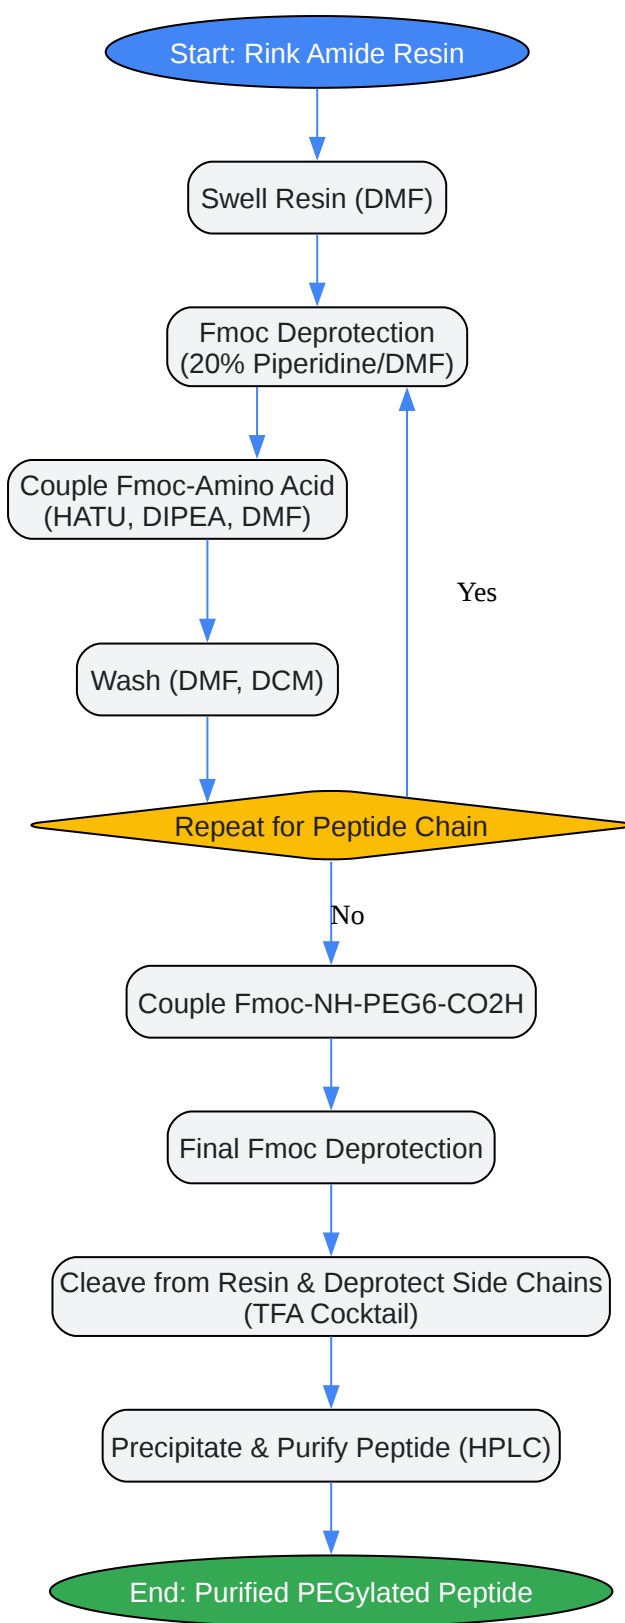 Start: Rink Amide Resin
Swell Resin (DMF)
Fmoc Deprotection
(20% Piperidine/DMF)
Couple Fmoc-Amino Acid
(HATU, DIPEA, DMF)
Yes
Wash (DMF, DCM)
Repeat for Peptide Chain
No
Couple Fmoc-NH-PEG6-CO2H
Final Fmoc Deprotection
Cleave from Resin & Deprotect Side Chains
(TFA Cocktail)
Precipitate & Purify Peptide (HPLC)
End: Purified PEGylated Peptide